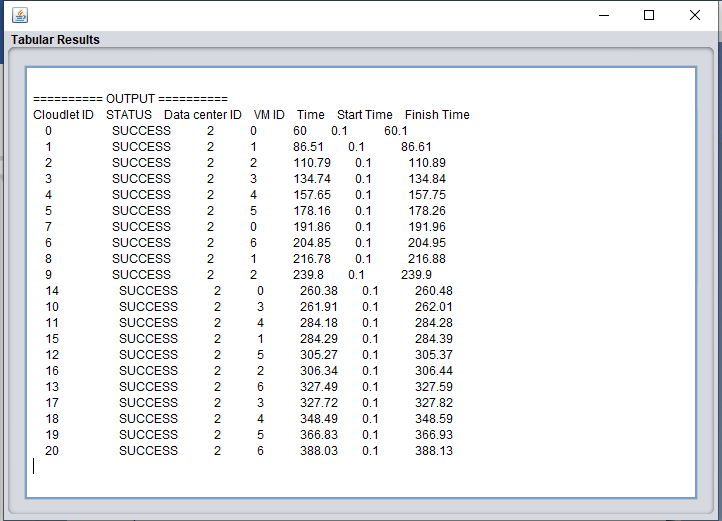 Tabular Results
========== OUTPUT ==========
Cloudlet ID STATUS Data center ID VM ID Time Start Time Finish Time
0 SUCCESS 2 0 60 0.1 60.1
1 SUCCESS 2 1 86.51 0.1 86.61
2 SUCCESS 2 2 110.79 0.1 110.89
3 SUCCESS 2 3 134.74 0.1 134.84
4 SUCCESS 2 4 157.65 0.1 157.75
5 SUCCESS 2 5 178.16 0.1 178.26
7 SUCCESS 2 0 191.86 0.1 191.96
6 SUCCESS 2 6 204.85 0.1 204.95
8 SUCCESS 2 1 216.78 0.1 216.88
9 SUCCESS 2 2 239.8 0.1 239.9
14 SUCCESS 2 0 260.38 0.1 260.48
10 SUCCESS 2 3 261.91 0.1 262.01
11 SUCCESS 2 4 284.18 0.1 284.28
15 SUCCESS 2 1 284.29 0.1 284.39
12 SUCCESS 2 5 305.27 0.1 305.37
16 SUCCESS 2 2 306.34 0.1 306.44
13 SUCCESS 2 6 327.49 0.1 327.59
17 SUCCESS 2 3 327.72 0.1 327.82
18 SUCCESS 2 4 348.49 0.1 348.59
19 SUCCESS 2 5 366.83 0.1 366.93
20 SUCCESS 2 6 388.03 0.1 388.13